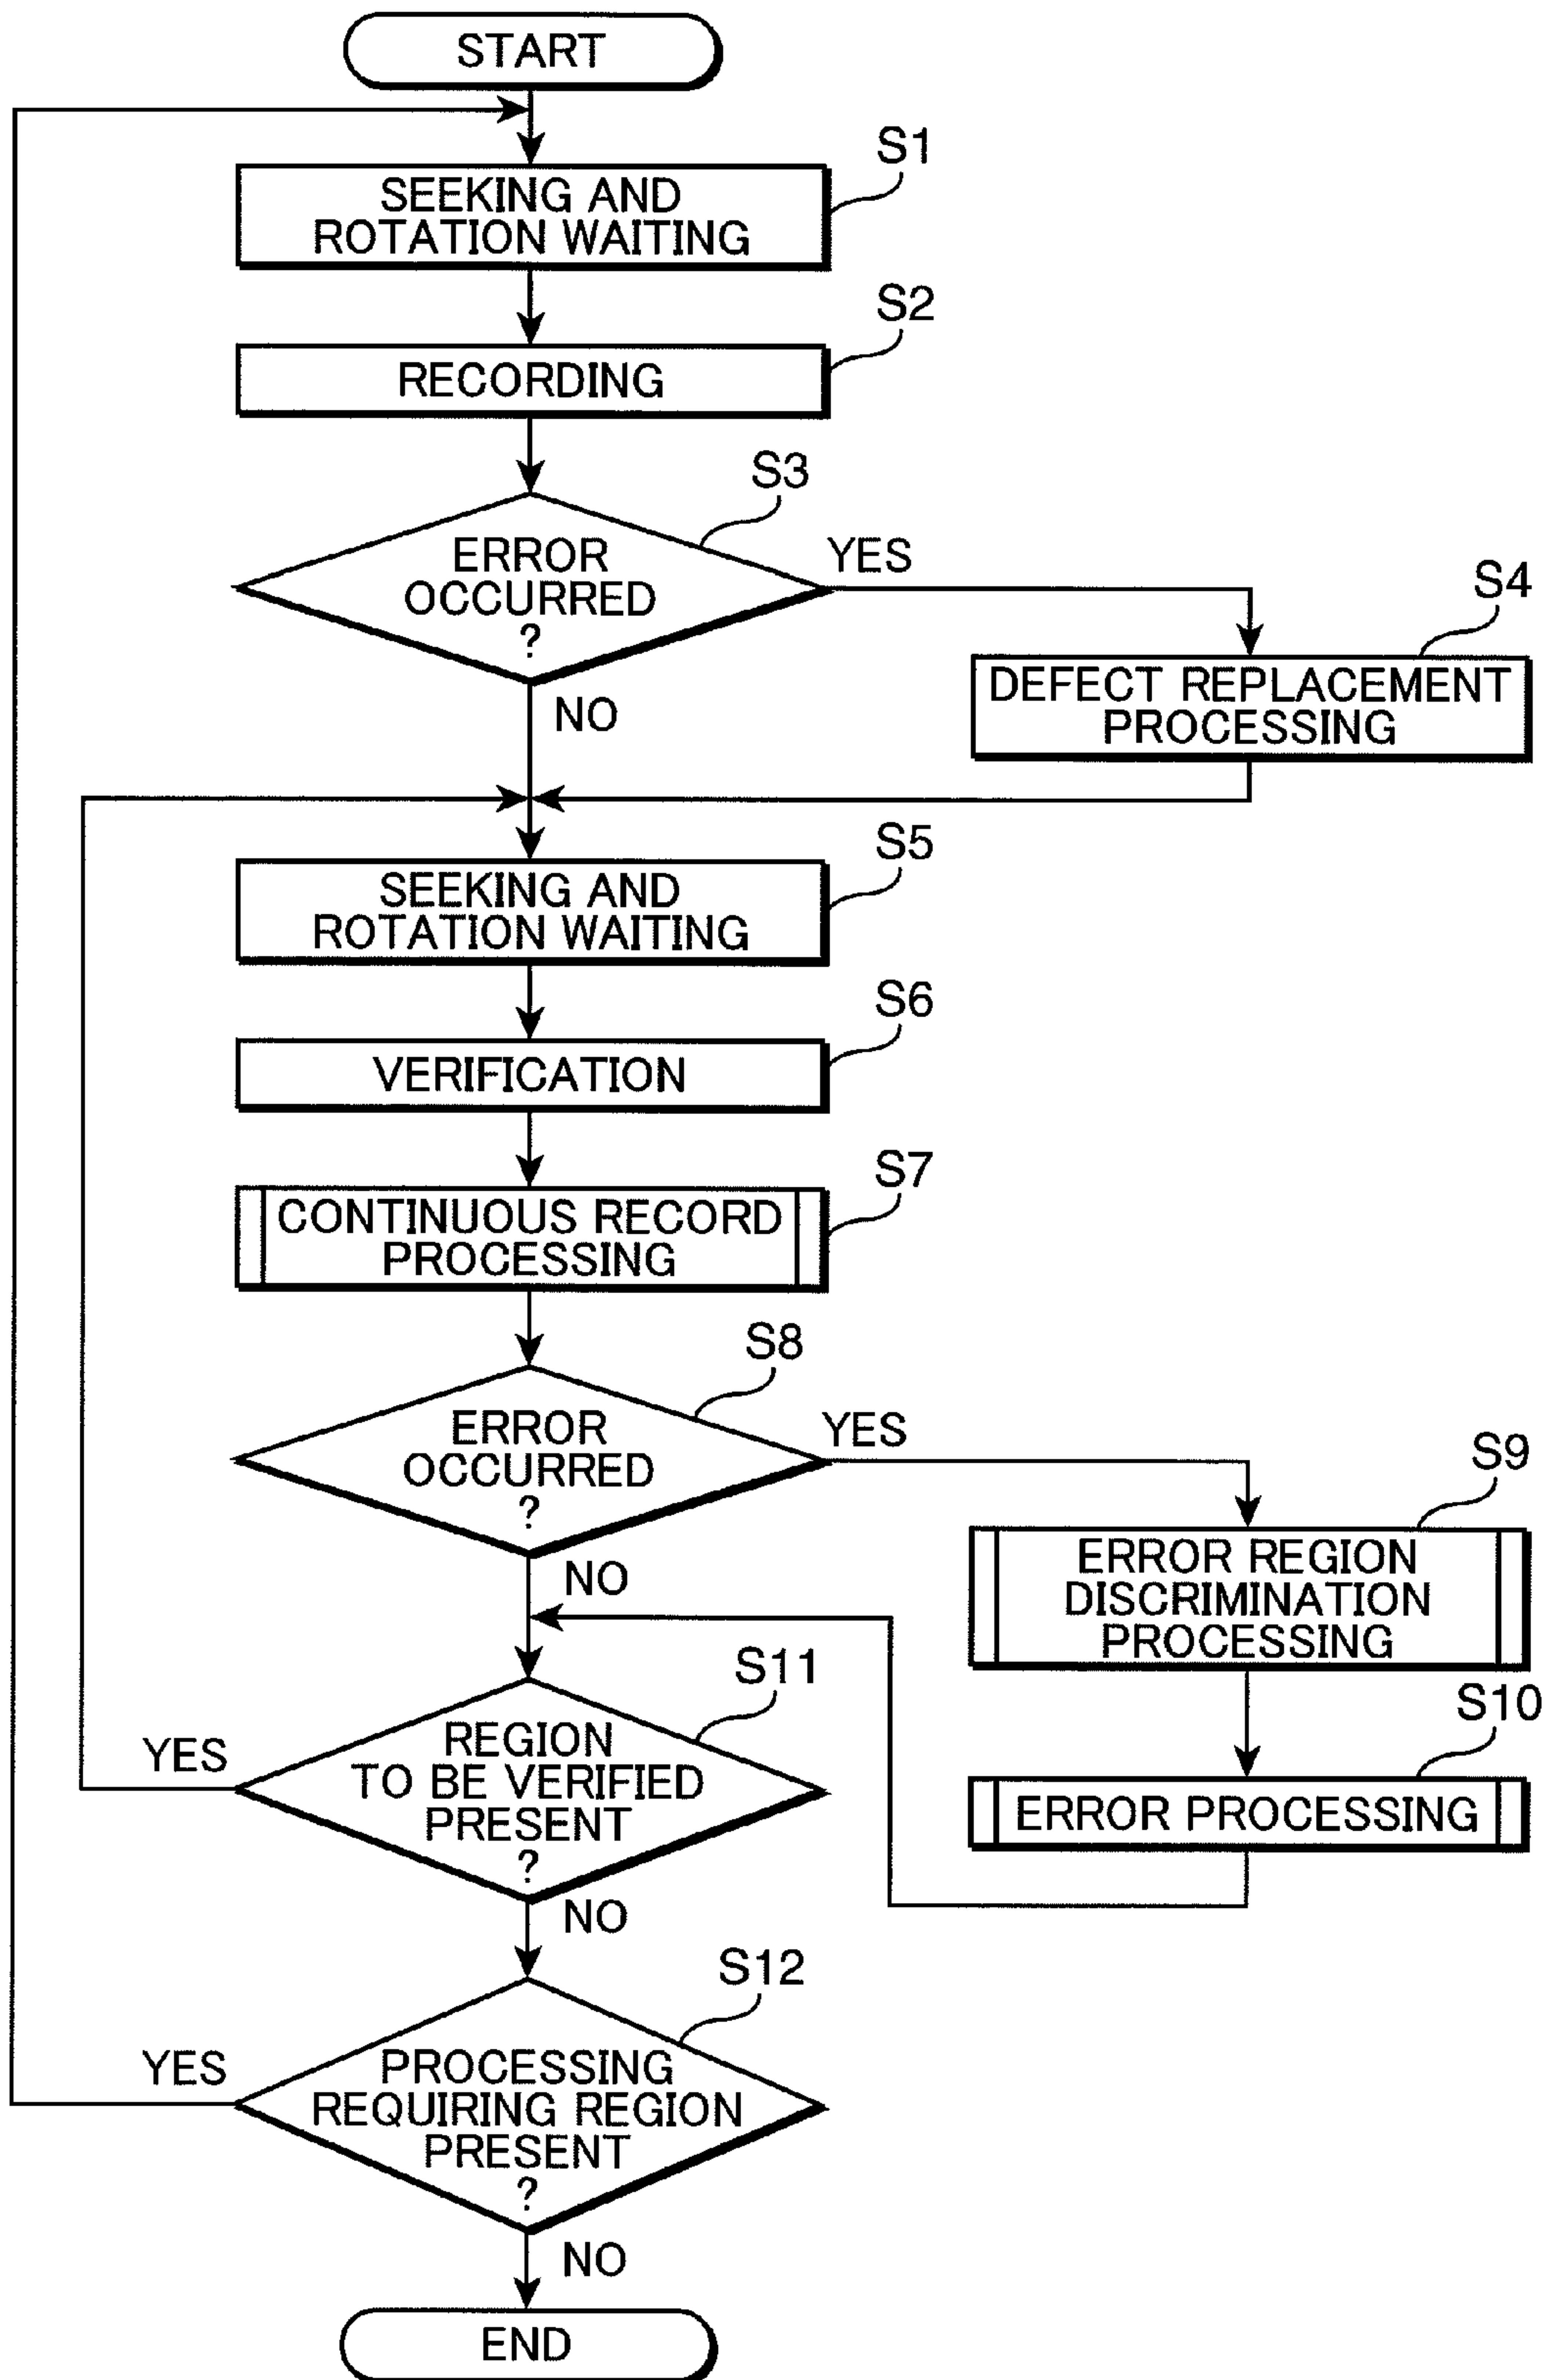 START
S1
SEEKING AND
ROTATION WAITING
S2
RECORDING
S3
ERROR
OCCURRED
?
YES
NO
S4
DEFECT REPLACEMENT
PROCESSING
S5
SEEKING AND
ROTATION WAITING
S6
VERIFICATION
S7
CONTINUOUS RECORD
PROCESSING
S8
ERROR
OCCURRED
?
YES
NO
S9
ERROR REGION
DISCRIMINATION
PROCESSING
S10
ERROR PROCESSING
S11
REGION
TO BE VERIFIED
PRESENT
?
YES
NO
S12
PROCESSING
REQUIRING REGION
PRESENT
?
YES
NO
END